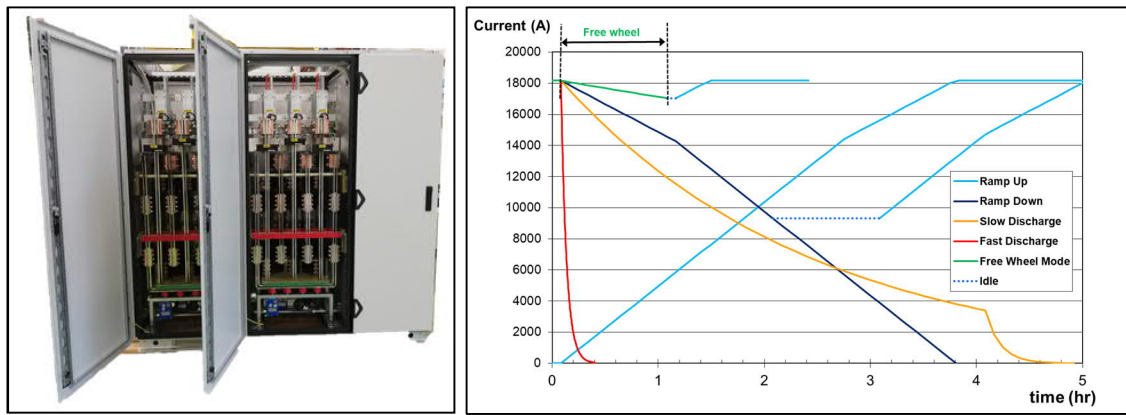 Current (A)
Free wheel
20000
18000
16000
14000
12000
10000
8000
6000
4000
2000
0
Ramp Up
Ramp Down
Slow Discharge
Fast Discharge
Free Wheel Mode
Idle
0 1 2 3 4 5
time (hr)